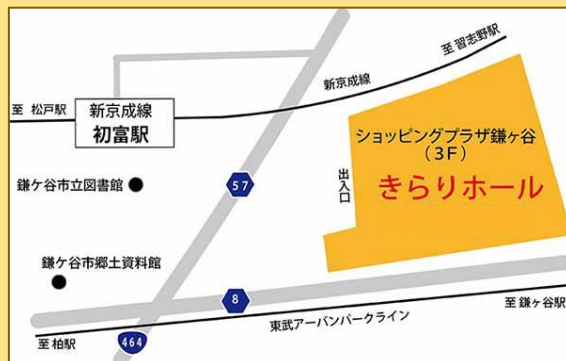 至 習志野駅
新京成線
至 松戸駅
新京成線
初富駅
ショッピングプラザ鎌ヶ谷
(3F)
きらりホール
出入口
鎌ケ谷市立図書館
57
鎌ケ谷市郷土資料館
8
至 鎌ヶ谷駅
東武アーバンパークライン
至 柏駅
464